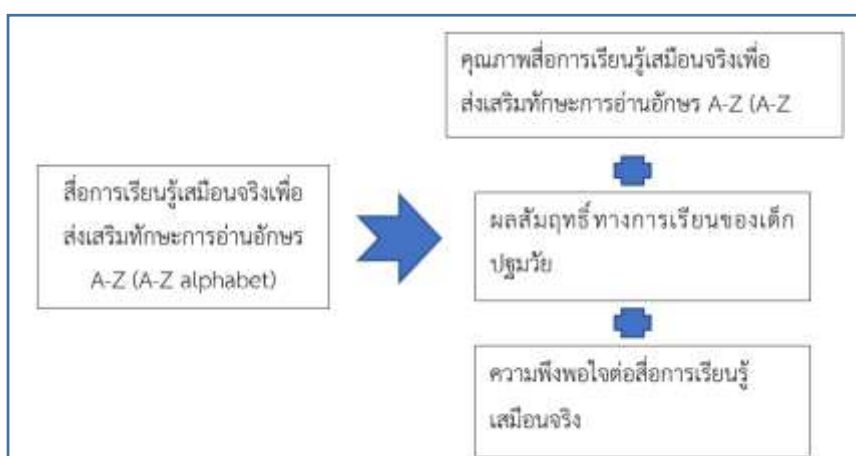 คุณภาพสื่อการเรียนรู้เสมือนจริงเพื่อ
ส่งเสริมทักษะการอ่านอักษร A-Z (A-Z
สื่อการเรียนรู้เสมือนจริงเพื่อ
ส่งเสริมทักษะการอ่านอักษร
A-Z (A-Z alphabet)
ผลสัมฤทธิ์ทางการเรียนของเด็ก
ปฐมวัย
ความพึงพอใจต่อสื่อการเรียนรู้
เสมือนจริง